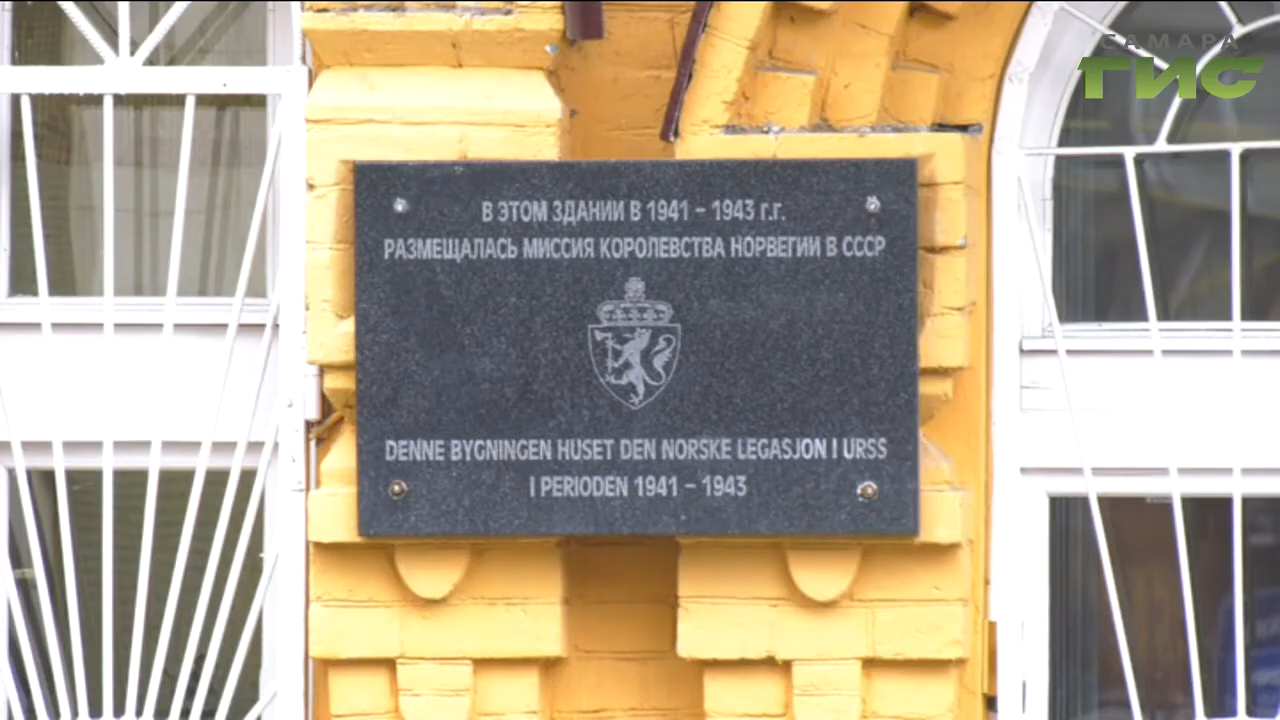 САМАРА
ТИС
В ЭТОМ ЗДАНИИ В 1941 – 1943 г.г.
РАЗМЕЩАЛАСЬ МИССИЯ КОРОЛЕВСТВА НОРВЕГИИ В СССР
DENNE BYGNINGEN HUSET DEN NORSKE LEGASJON I URSS
I PERIODEN 1941 – 1943